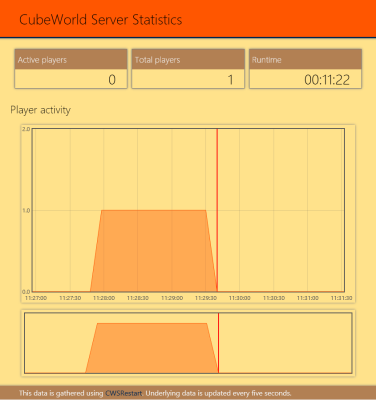 CubeWorld Server Statistics
Active players
Total players
Runtime
0
1
00:11:22
Player activity
2.0
1.0
0.0
11:27:00 11:27:30 11:28:00 11:28:30 11:29:00 11:29:30 11:30:00 11:30:30 11:31:00 11:31:30
This data is gathered using CWSRestart. Underlying data is updated every five seconds.